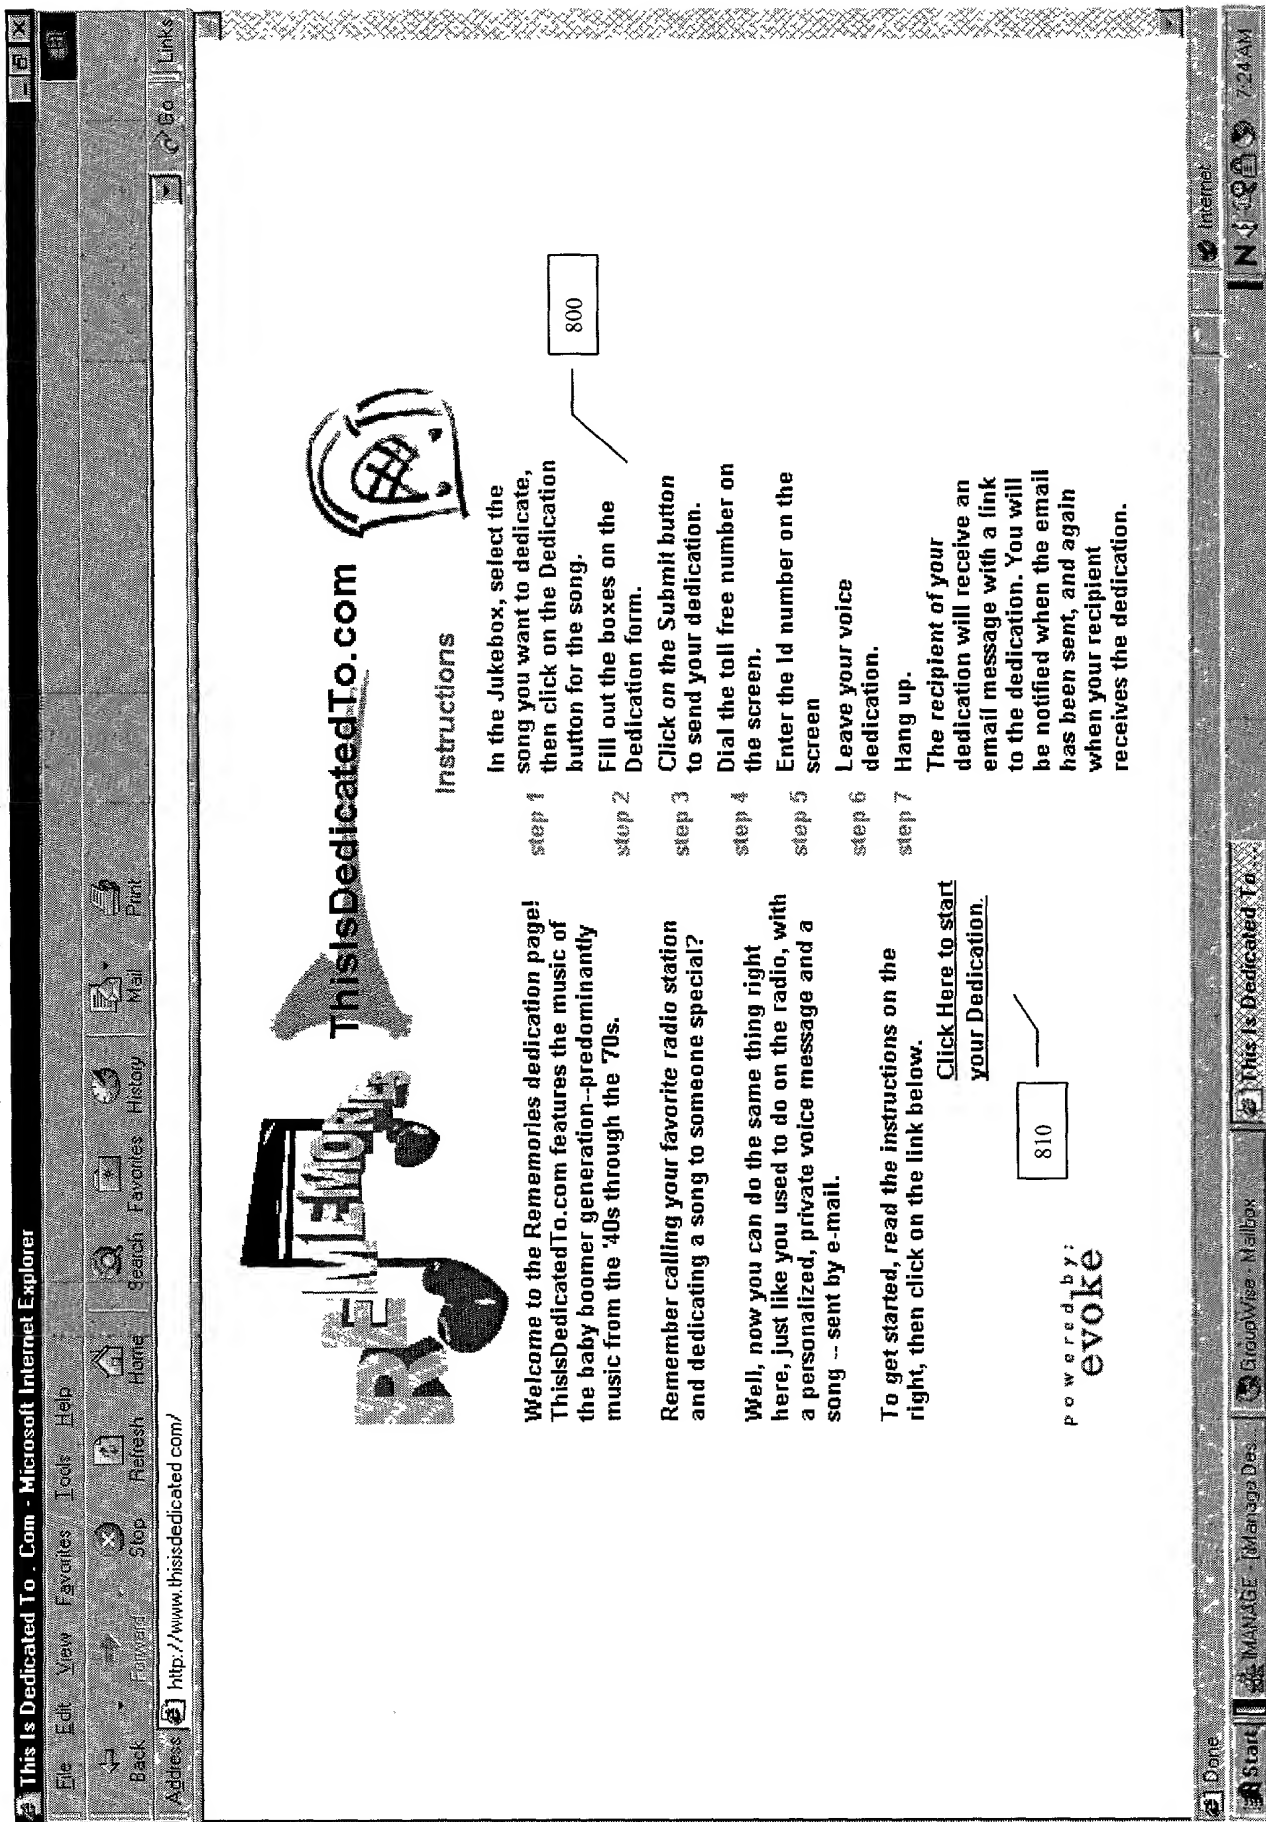 This Is Dedicated To . Com - Microsoft Internet Explorer
File Edit View Favorites Tools Help
Back Forward Stop Refresh Home Search Favorites History Mail Print
Address http://www.thisisdedicated com/ Go Links
REMEMORIES
ThisIsDedicatedTo.com
Welcome to the Rememories dedication page!
ThisIsDedicatedTo.com features the music of
the baby boomer generation--predominantly
music from the '40s through the '70s.
Remember calling your favorite radio station
and dedicating a song to someone special?
Well, now you can do the same thing right
here, just like you used to do on the radio, with
a personalized, private voice message and a
song -- sent by e-mail.
To get started, read the instructions on the
right, then click on the link below.
Click Here to start
your Dedication.
810
powered by:
evoke
Instructions
step 1 In the Jukebox, select the
song you want to dedicate,
then click on the Dedication
button for the song.
step 2 Fill out the boxes on the
Dedication form.
step 3 Click on the Submit button
to send your dedication.
step 4 Dial the toll free number on
the screen.
step 5 Enter the Id number on the
screen
step 6 Leave your voice
dedication.
step 7 Hang up.
The recipient of your
dedication will receive an
email message with a link
to the dedication. You will
be notified when the email
has been sent, and again
when your recipient
receives the dedication.
800
Done Internet
Start iMANAGE - [iManage Des... GroupWise - Mailbox This Is Dedicated To ... N 7:24 AM